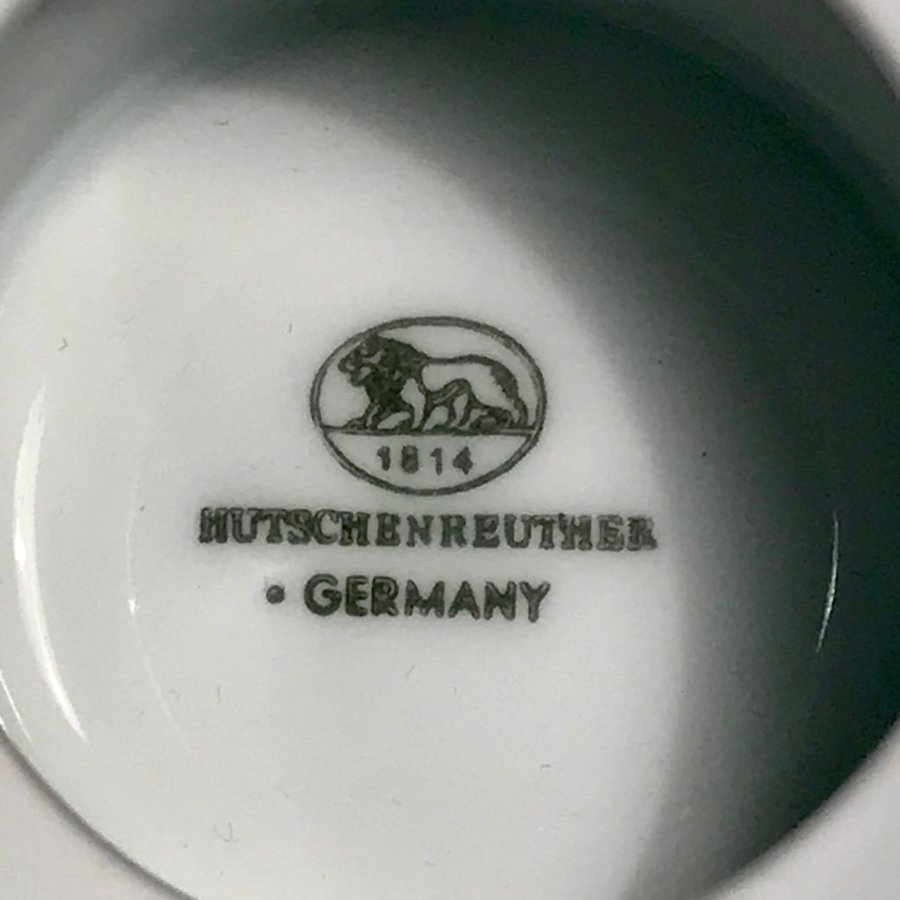 1814
HUTSCHENREUTHER
• GERMANY